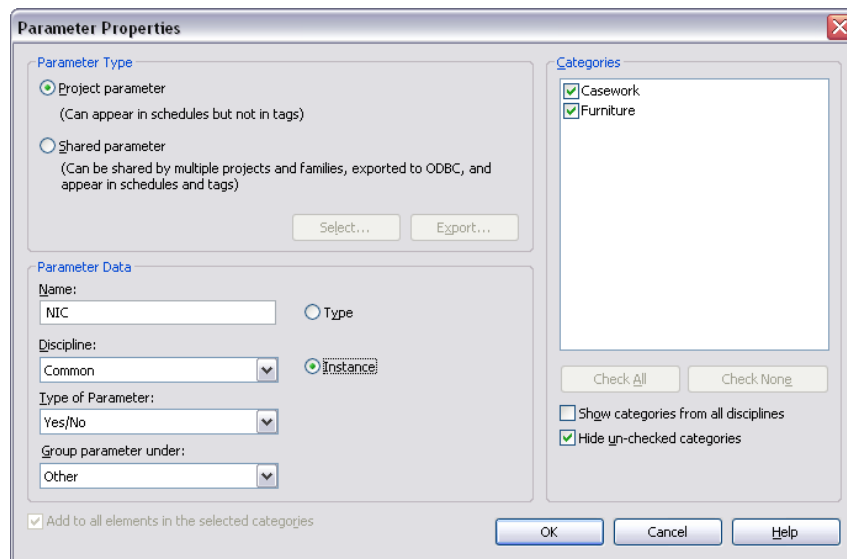 Parameter Properties
Parameter Type
Project parameter
(Can appear in schedules but not in tags)
Shared parameter
(Can be shared by multiple projects and families, exported to ODBC, and
appear in schedules and tags)
Select...
Export...
Parameter Data
Name:
NIC
Type
Discipline:
Common
Instance
Type of Parameter:
Yes/No
Group parameter under:
Other
Add to all elements in the selected categories
Categories
Casework
Furniture
Check All
Check None
Show categories from all disciplines
Hide un-checked categories
OK
Cancel
Help